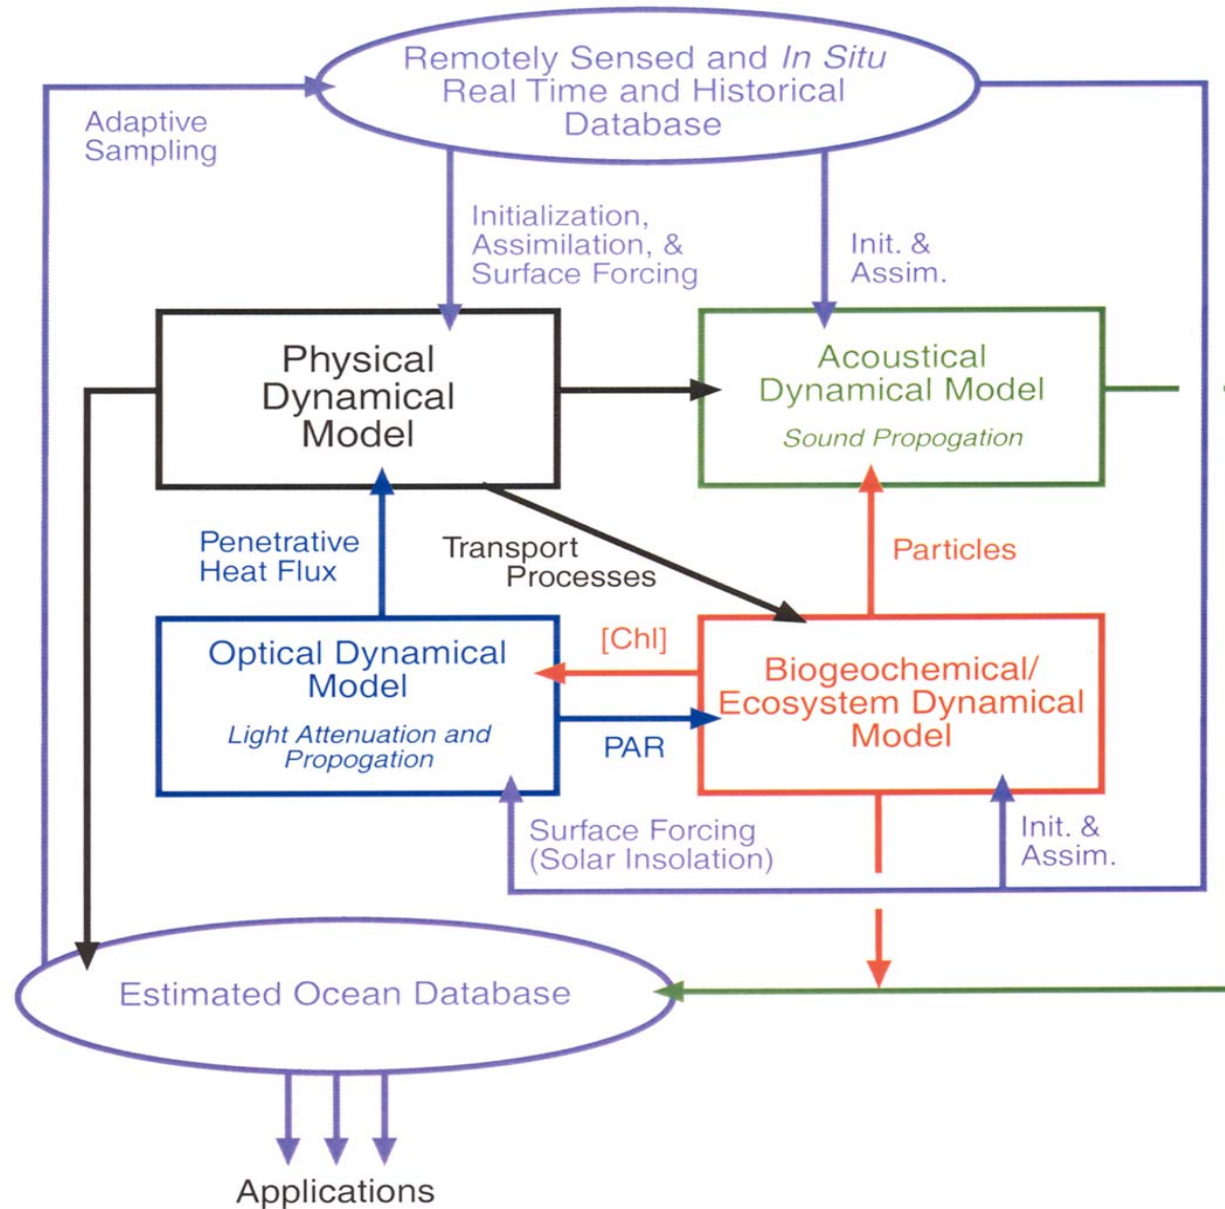 Remotely Sensed and In Situ
Real Time and Historical
Database
Adaptive
Sampling
Initialization,
Assimilation, &
Surface Forcing
Init. &
Assim.
Physical
Dynamical
Model
Acoustical
Dynamical Model
Sound Propogation
Penetrative
Heat Flux
Transport
Processes
Particles
Optical Dynamical
Model
Light Attenuation and
Propogation
[Chl]
PAR
Biogeochemical/
Ecosystem Dynamical
Model
Surface Forcing
(Solar Insolation)
Init. &
Assim.
Estimated Ocean Database
Applications